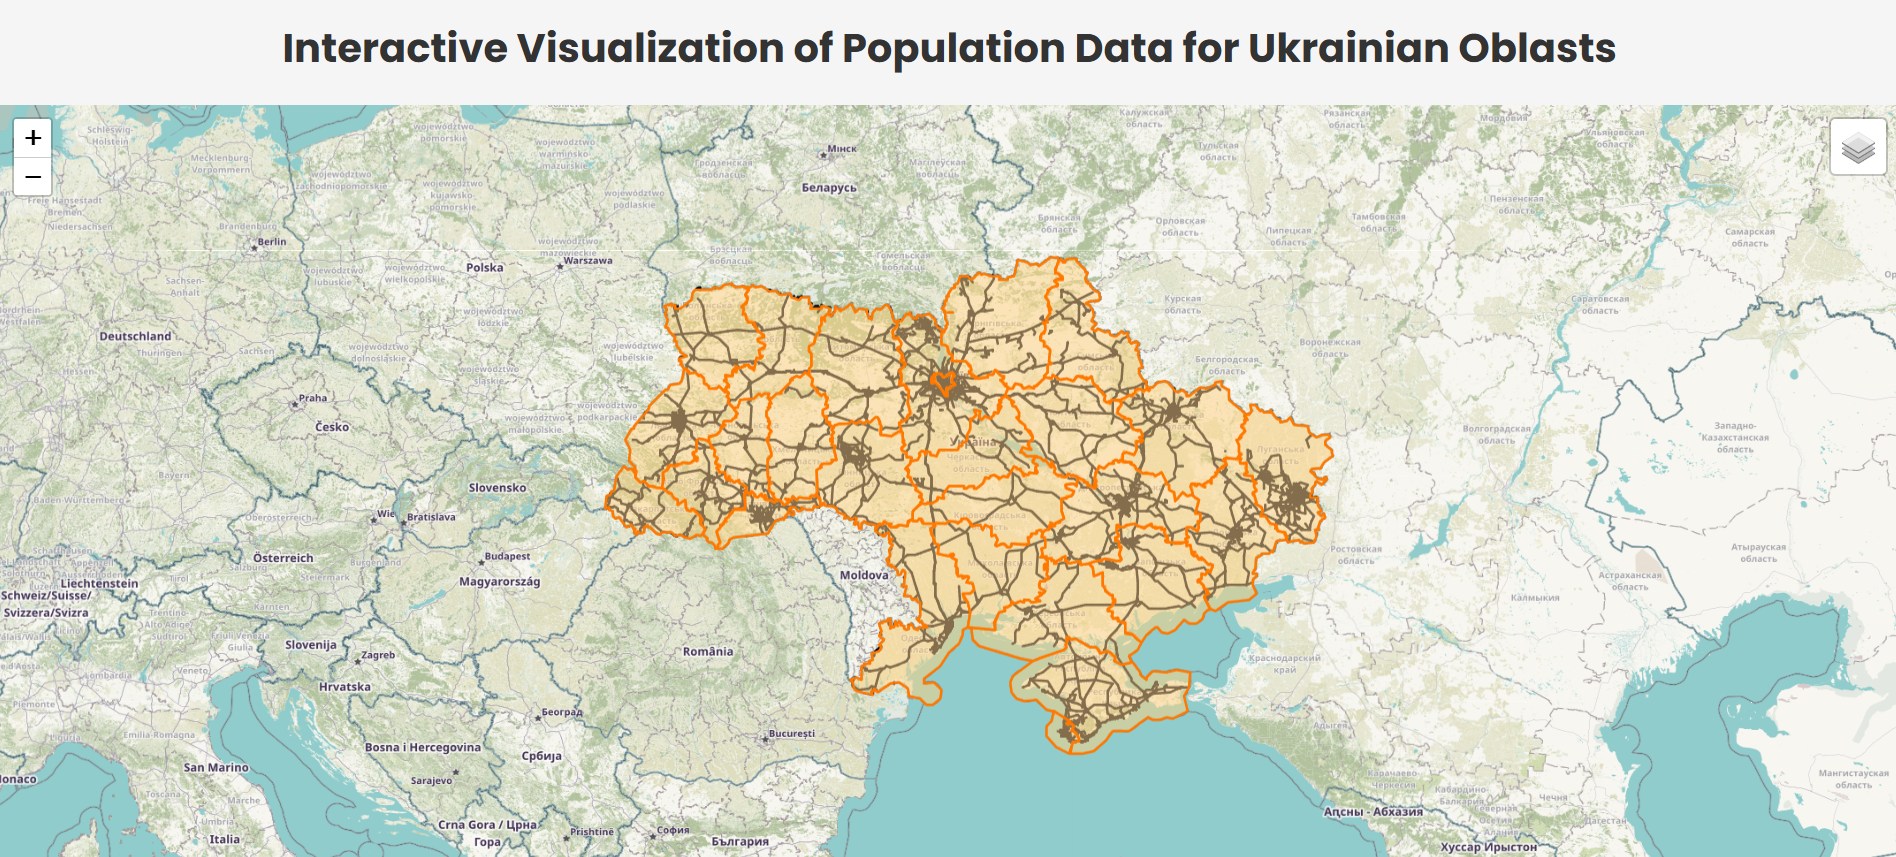 Interactive Visualization of Population Data for Ukrainian Oblasts
+
−
Schleswig-
Holstein
Mecklenburg-
Vorpommern
Freie Hansestadt
Bremen
Niedersachsen
Brandenburg
Berlin
Sachsen-
Anhalt
Deutschland
Thüringen
Sachsen
Hessen
Bayern
Baden-Württemberg
województwo
pomorskie
województwo
zachodniopomorskie
województwo
kujawsko-
pomorskie
województwo
warmińsko-
mazurskie
województwo
podlaskie
województwo
mazowieckie
Warszawa
Polska
województwo
lubuskie
województwo
wielkopolskie
województwo
łódzkie
województwo
dolnośląskie
województwo
lubelskie
województwo
śląskie
województwo
małopolskie
województwo
podkarpackie
Praha
Česko
Slovensko
Wie
Bratislava
Oberösterreich
Österreich
Salzburg
Steiermark
Burgenland
Kärnten
Tirol
Liechtenstein
Schweiz/Suisse/
Svizzera/Svizra
Budapest
Magyarország
Trentino-
Alto Adige/
Südtirol
Friuli-Venezia
Giulia
Veneto
Lombardia
Piemonte
Liguria
Emilia-Romagna
Slovenija
Zagreb
Hrvatska
Bosna i Hercegovina
Sarajevo
Београд
Србија
San Marino
Toscana
Marche
Umbria
Italia
onaco
Crna Gora / Црна
Гора
Prishtinë
София
България
România
București
Moldova
Мінск
Беларусь
Гродзенская
вобласць
Магілёўская
вобласць
Брэсцкая
вобласць
Гомельская
вобласць
Україна
Черкаська
область
Луганська
область
Калужская
область
Рязанская
область
Мордовия
Ульяновская
область
Тульская
область
Брянская
область
Орловская
область
Липецкая
область
Тамбовская
область
Пензенская
область
Самарская
область
Курская
область
Саратовская
область
Воронежская
область
Белгородская
область
Волгоградская
область
Западно-
Казахстанская
область
Ростовская
область
Атырауская
область
Астраханская
область
Калмыкия
Краснодарский
край
Адыгея
Карачаево-
Черкесия
Кабардино-
Балкария
Чечня
Северная
Осетия
Алания
Дагестан
Мангистауская
область
Аҧсны - Абхазия
Хуссар Ирыстон